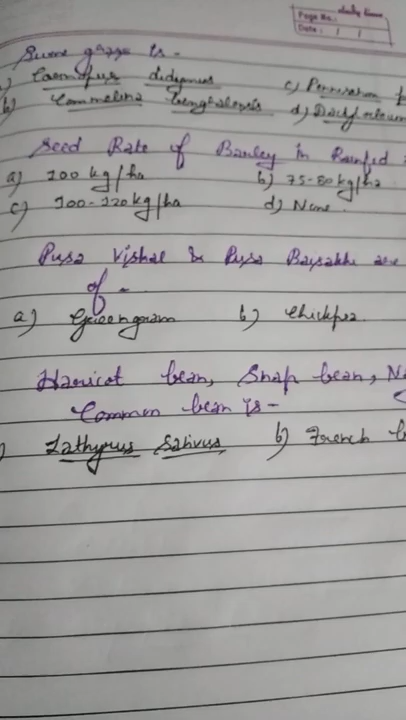 Page No.:
Date: / /
grass is -
a) Coronopus didymus c) Pennisetum
b) Commelina benghalensis d) Dactyloctenium
Seed Rate of Barley in Rainfed
a) 100 kg/ha b) 75-80 kg/ha
c) 100-120 kg/ha d) None.
Pusa Vishal & Pusa Baisakhi are
of -
a) Greengram b) Chickpea
Haricot bean, Snap bean, Na
Common bean is-
) Lathyrus Sativus b) French b